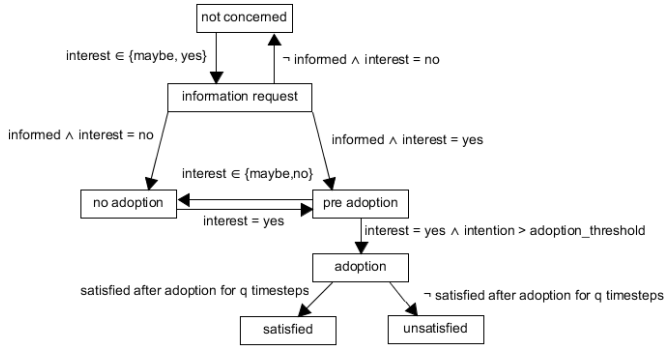 not concerned
interest ∈ {maybe, yes}
¬ informed ∧ interest = no
information request
informed ∧ interest = no
informed ∧ interest = yes
interest ∈ {maybe,no}
no adoption
pre adoption
interest = yes
interest = yes ∧ intention > adoption_threshold
adoption
satisfied after adoption for q timesteps
¬ satisfied after adoption for q timesteps
satisfied
unsatisfied